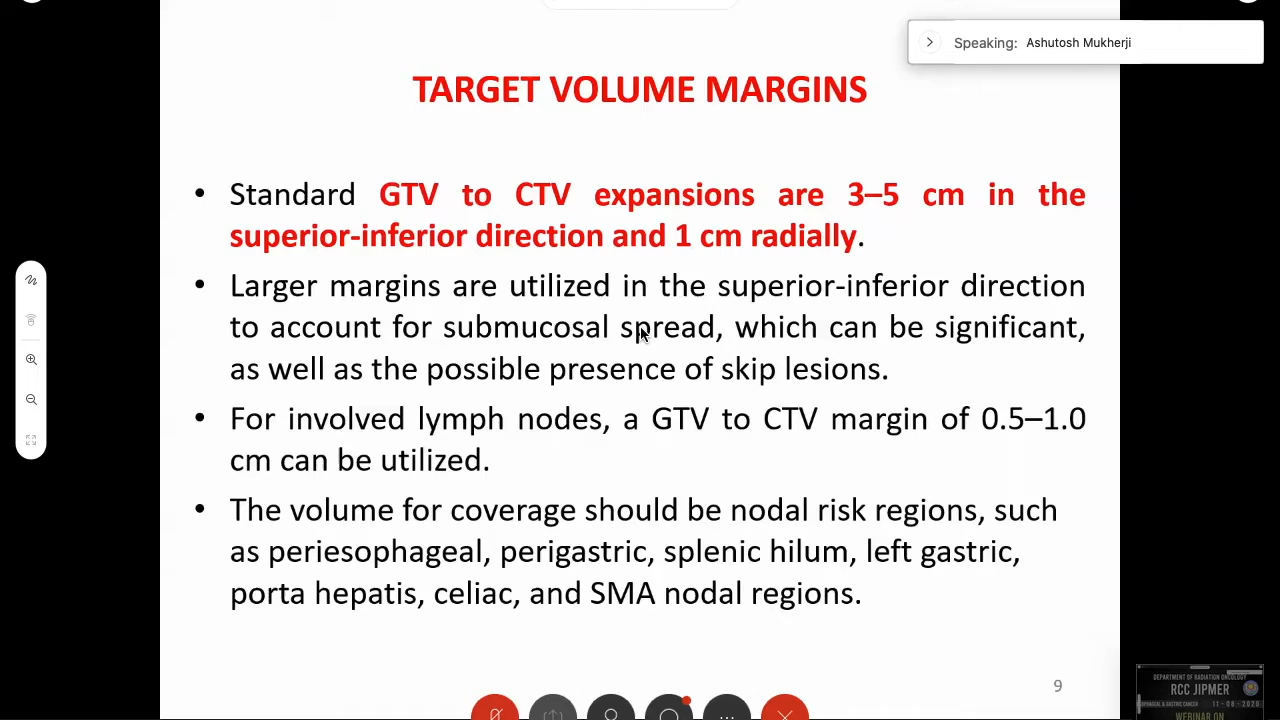 Speaking: Ashutosh Mukherji
TARGET VOLUME MARGINS
• Standard GTV to CTV expansions are 3–5 cm in the
superior-inferior direction and 1 cm radially.
• Larger margins are utilized in the superior-inferior direction
to account for submucosal spread, which can be significant,
as well as the possible presence of skip lesions.
• For involved lymph nodes, a GTV to CTV margin of 0.5–1.0
cm can be utilized.
• The volume for coverage should be nodal risk regions, such
as periesophageal, perigastric, splenic hilum, left gastric,
porta hepatis, celiac, and SMA nodal regions.
9
DEPARTMENT OF RADIATION ONCOLOGY
RCC JIPMER
& GASTRIC CANCER 11-08-2020
WEBINAR ON